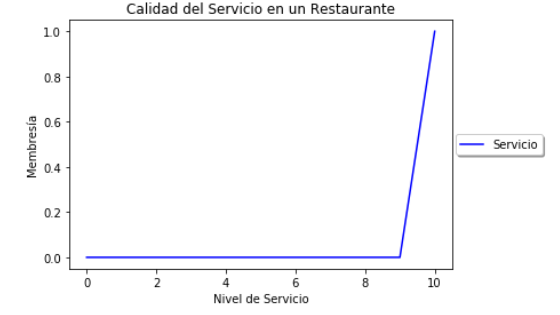 Calidad del Servicio en un Restaurante
1.0
0.8
0.6
0.4
0.2
0.0
Membresía
Servicio
0 2 4 6 8 10
Nivel de Servicio